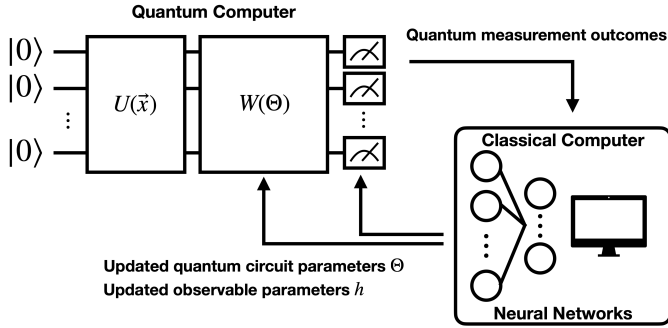 Quantum Computer
|0⟩
|0⟩
⋮
|0⟩
U(x⃗)
W(Θ)
⋮
Quantum measurement outcomes
Classical Computer
Neural Networks
Updated quantum circuit parameters Θ
Updated observable parameters h